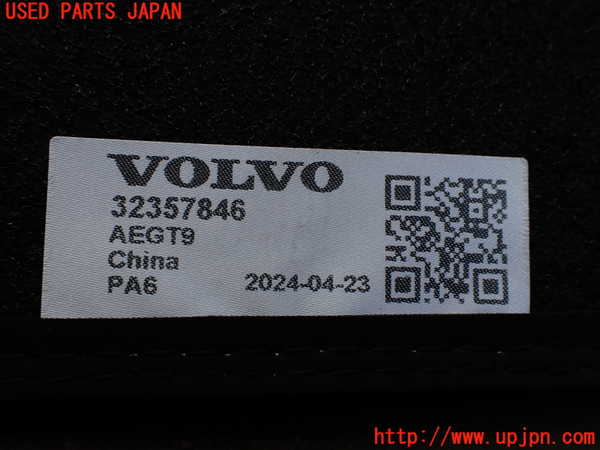 USED PARTS JAPAN
VOLVO
32357846
AEGT9
China
PA6 2024-04-23
http://www.upjpn.com/